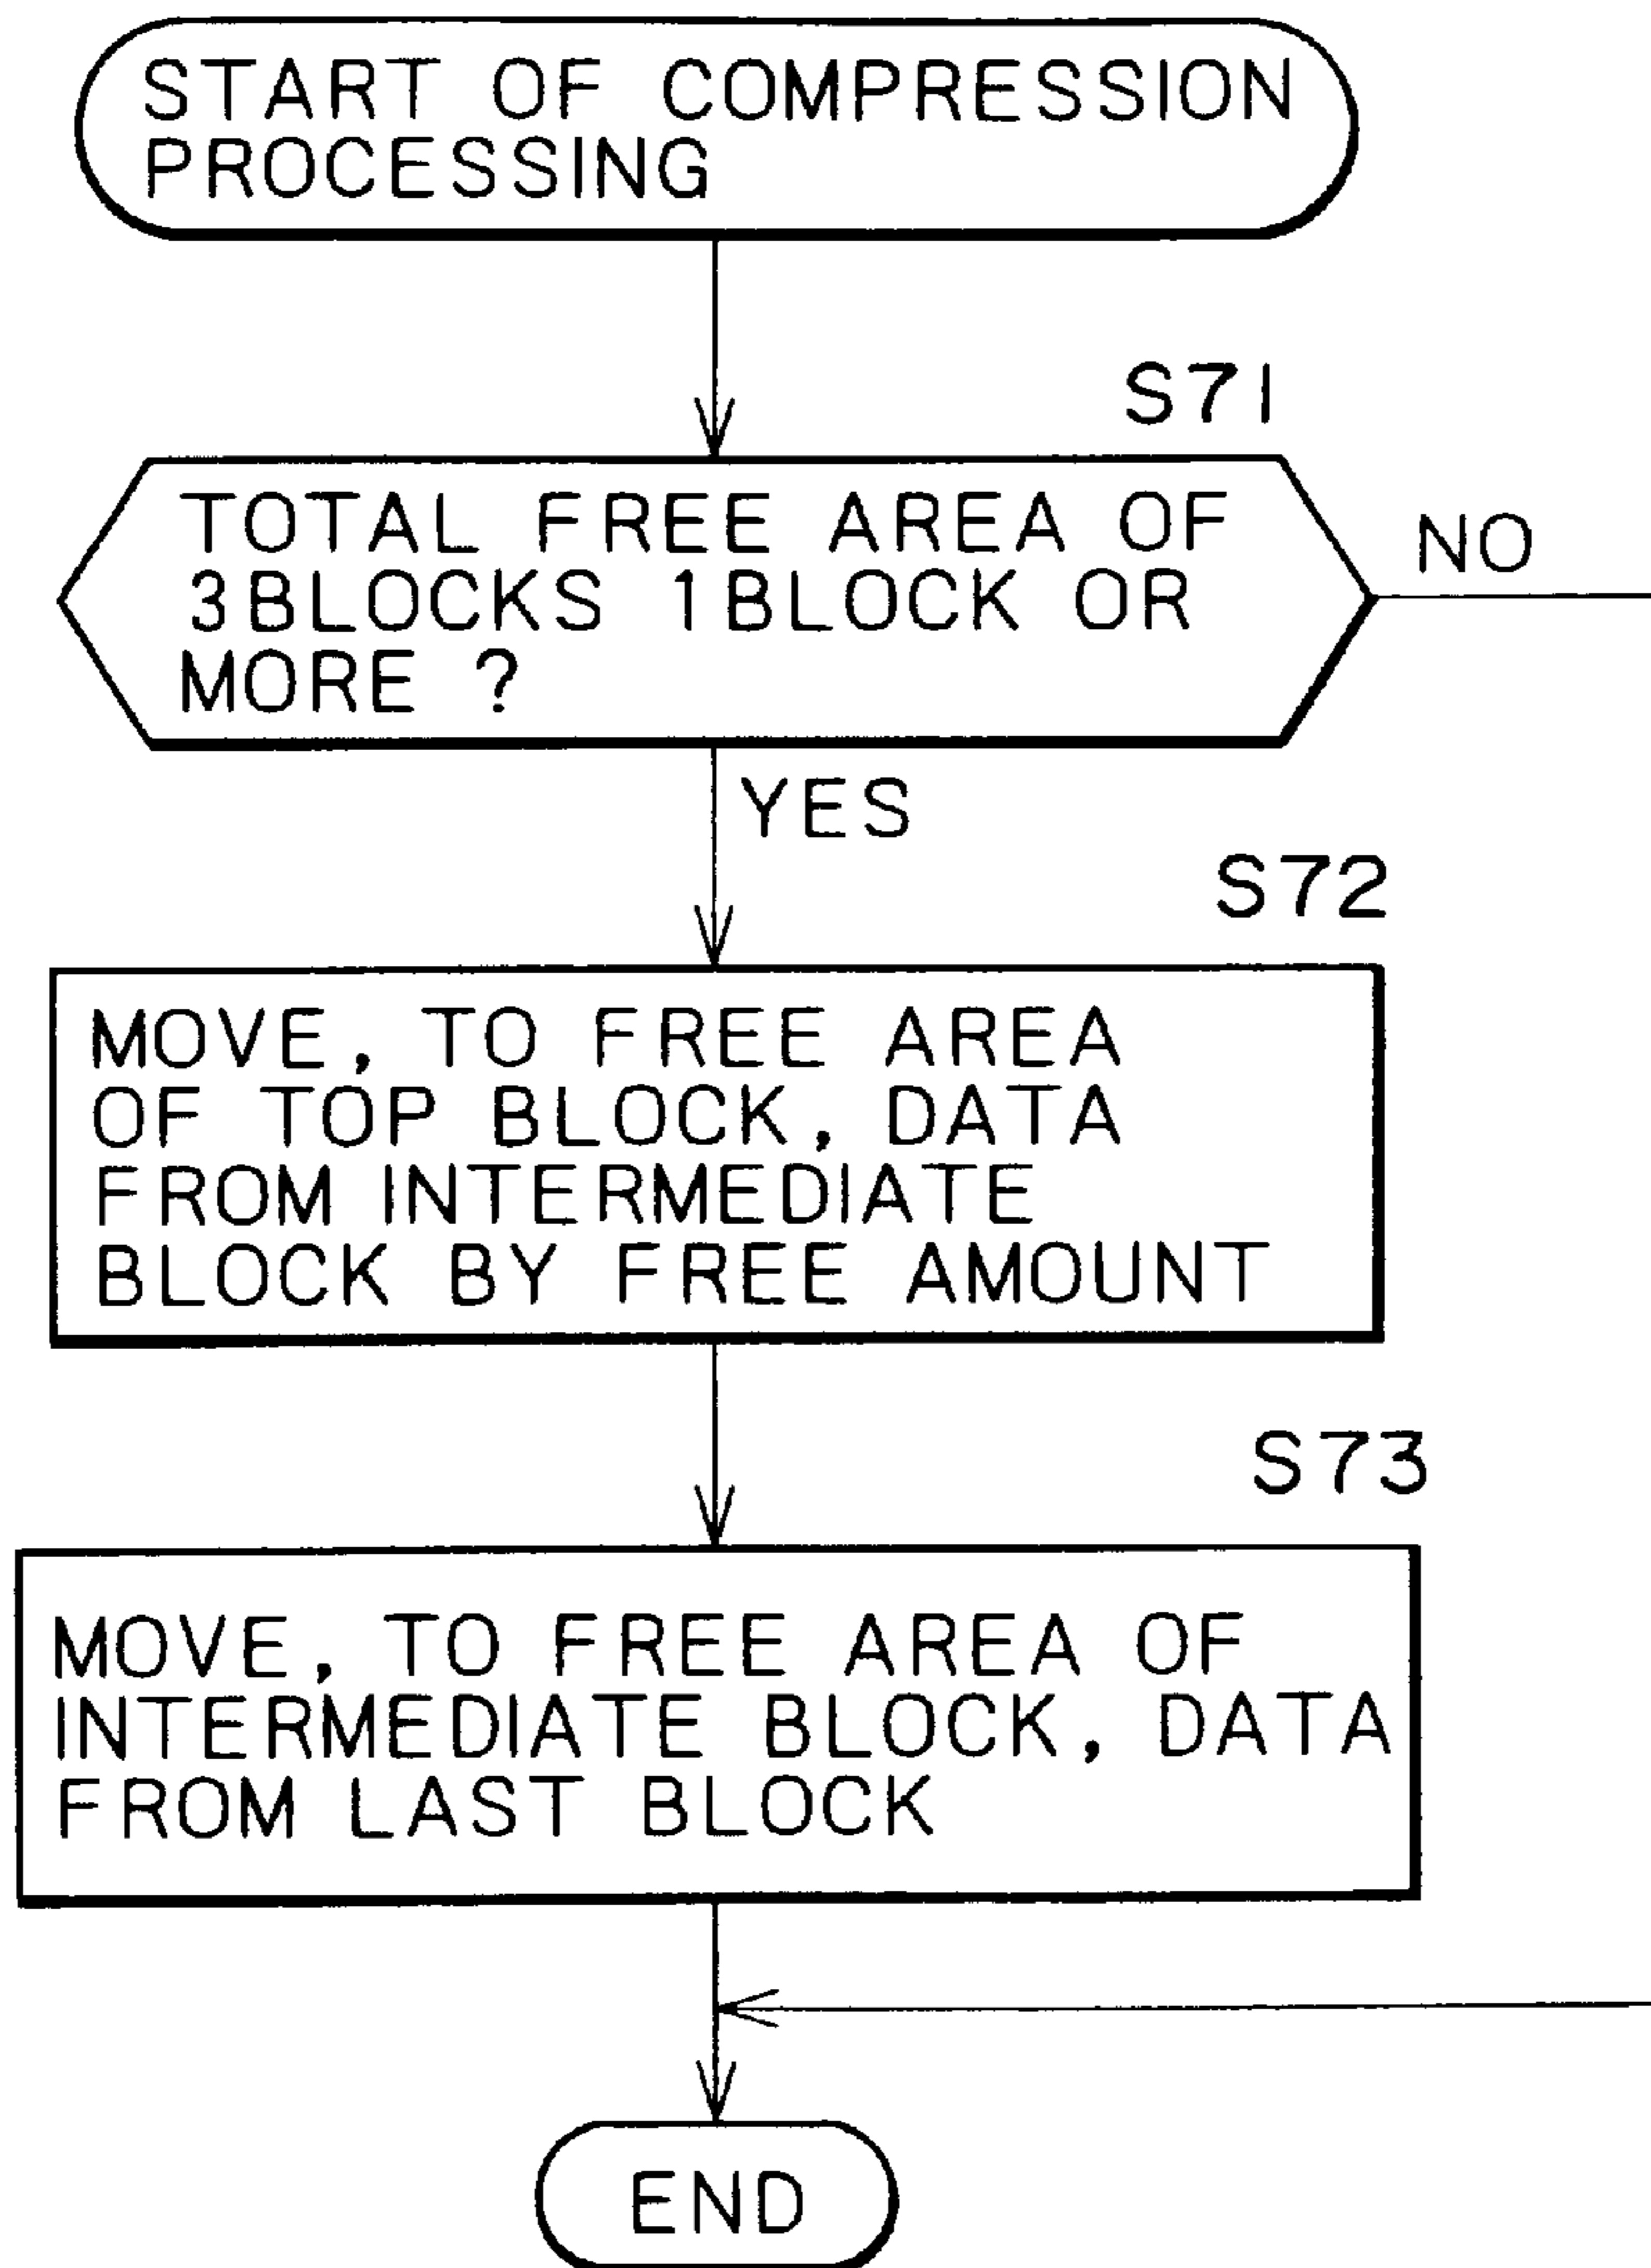 START OF COMPRESSION
PROCESSING
S71
TOTAL FREE AREA OF
3BLOCKS 1BLOCK OR
MORE ?
NO
YES
S72
MOVE, TO FREE AREA
OF TOP BLOCK, DATA
FROM INTERMEDIATE
BLOCK BY FREE AMOUNT
S73
MOVE, TO FREE AREA OF
INTERMEDIATE BLOCK, DATA
FROM LAST BLOCK
END